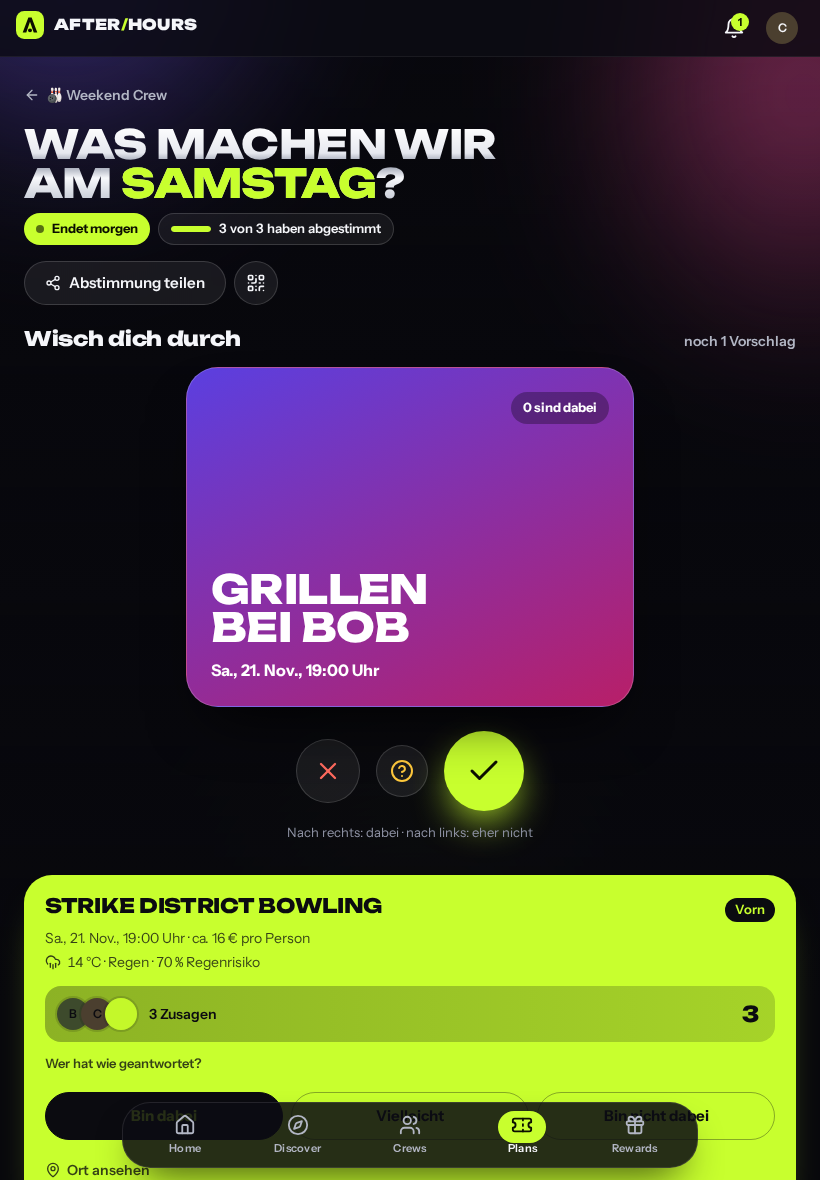 AFTER/HOURS
1
C
Weekend Crew
WAS MACHEN WIR
AM SAMSTAG?
Endet morgen
3 von 3 haben abgestimmt
Abstimmung teilen
Wisch dich durch
noch 1 Vorschlag
0 sind dabei
GRILLEN
BEI BOB
Sa., 21. Nov., 19:00 Uhr
Nach rechts: dabei · nach links: eher nicht
STRIKE DISTRICT BOWLING
Vorn
Sa., 21. Nov., 19:00 Uhr · ca. 16 € pro Person
14 °C · Regen · 70 % Regenrisiko
B C 3 Zusagen 3
Wer hat wie geantwortet?
Bin dabei Vielleicht Bin nicht dabei
Home Discover Crews Plans Rewards
Ort ansehen